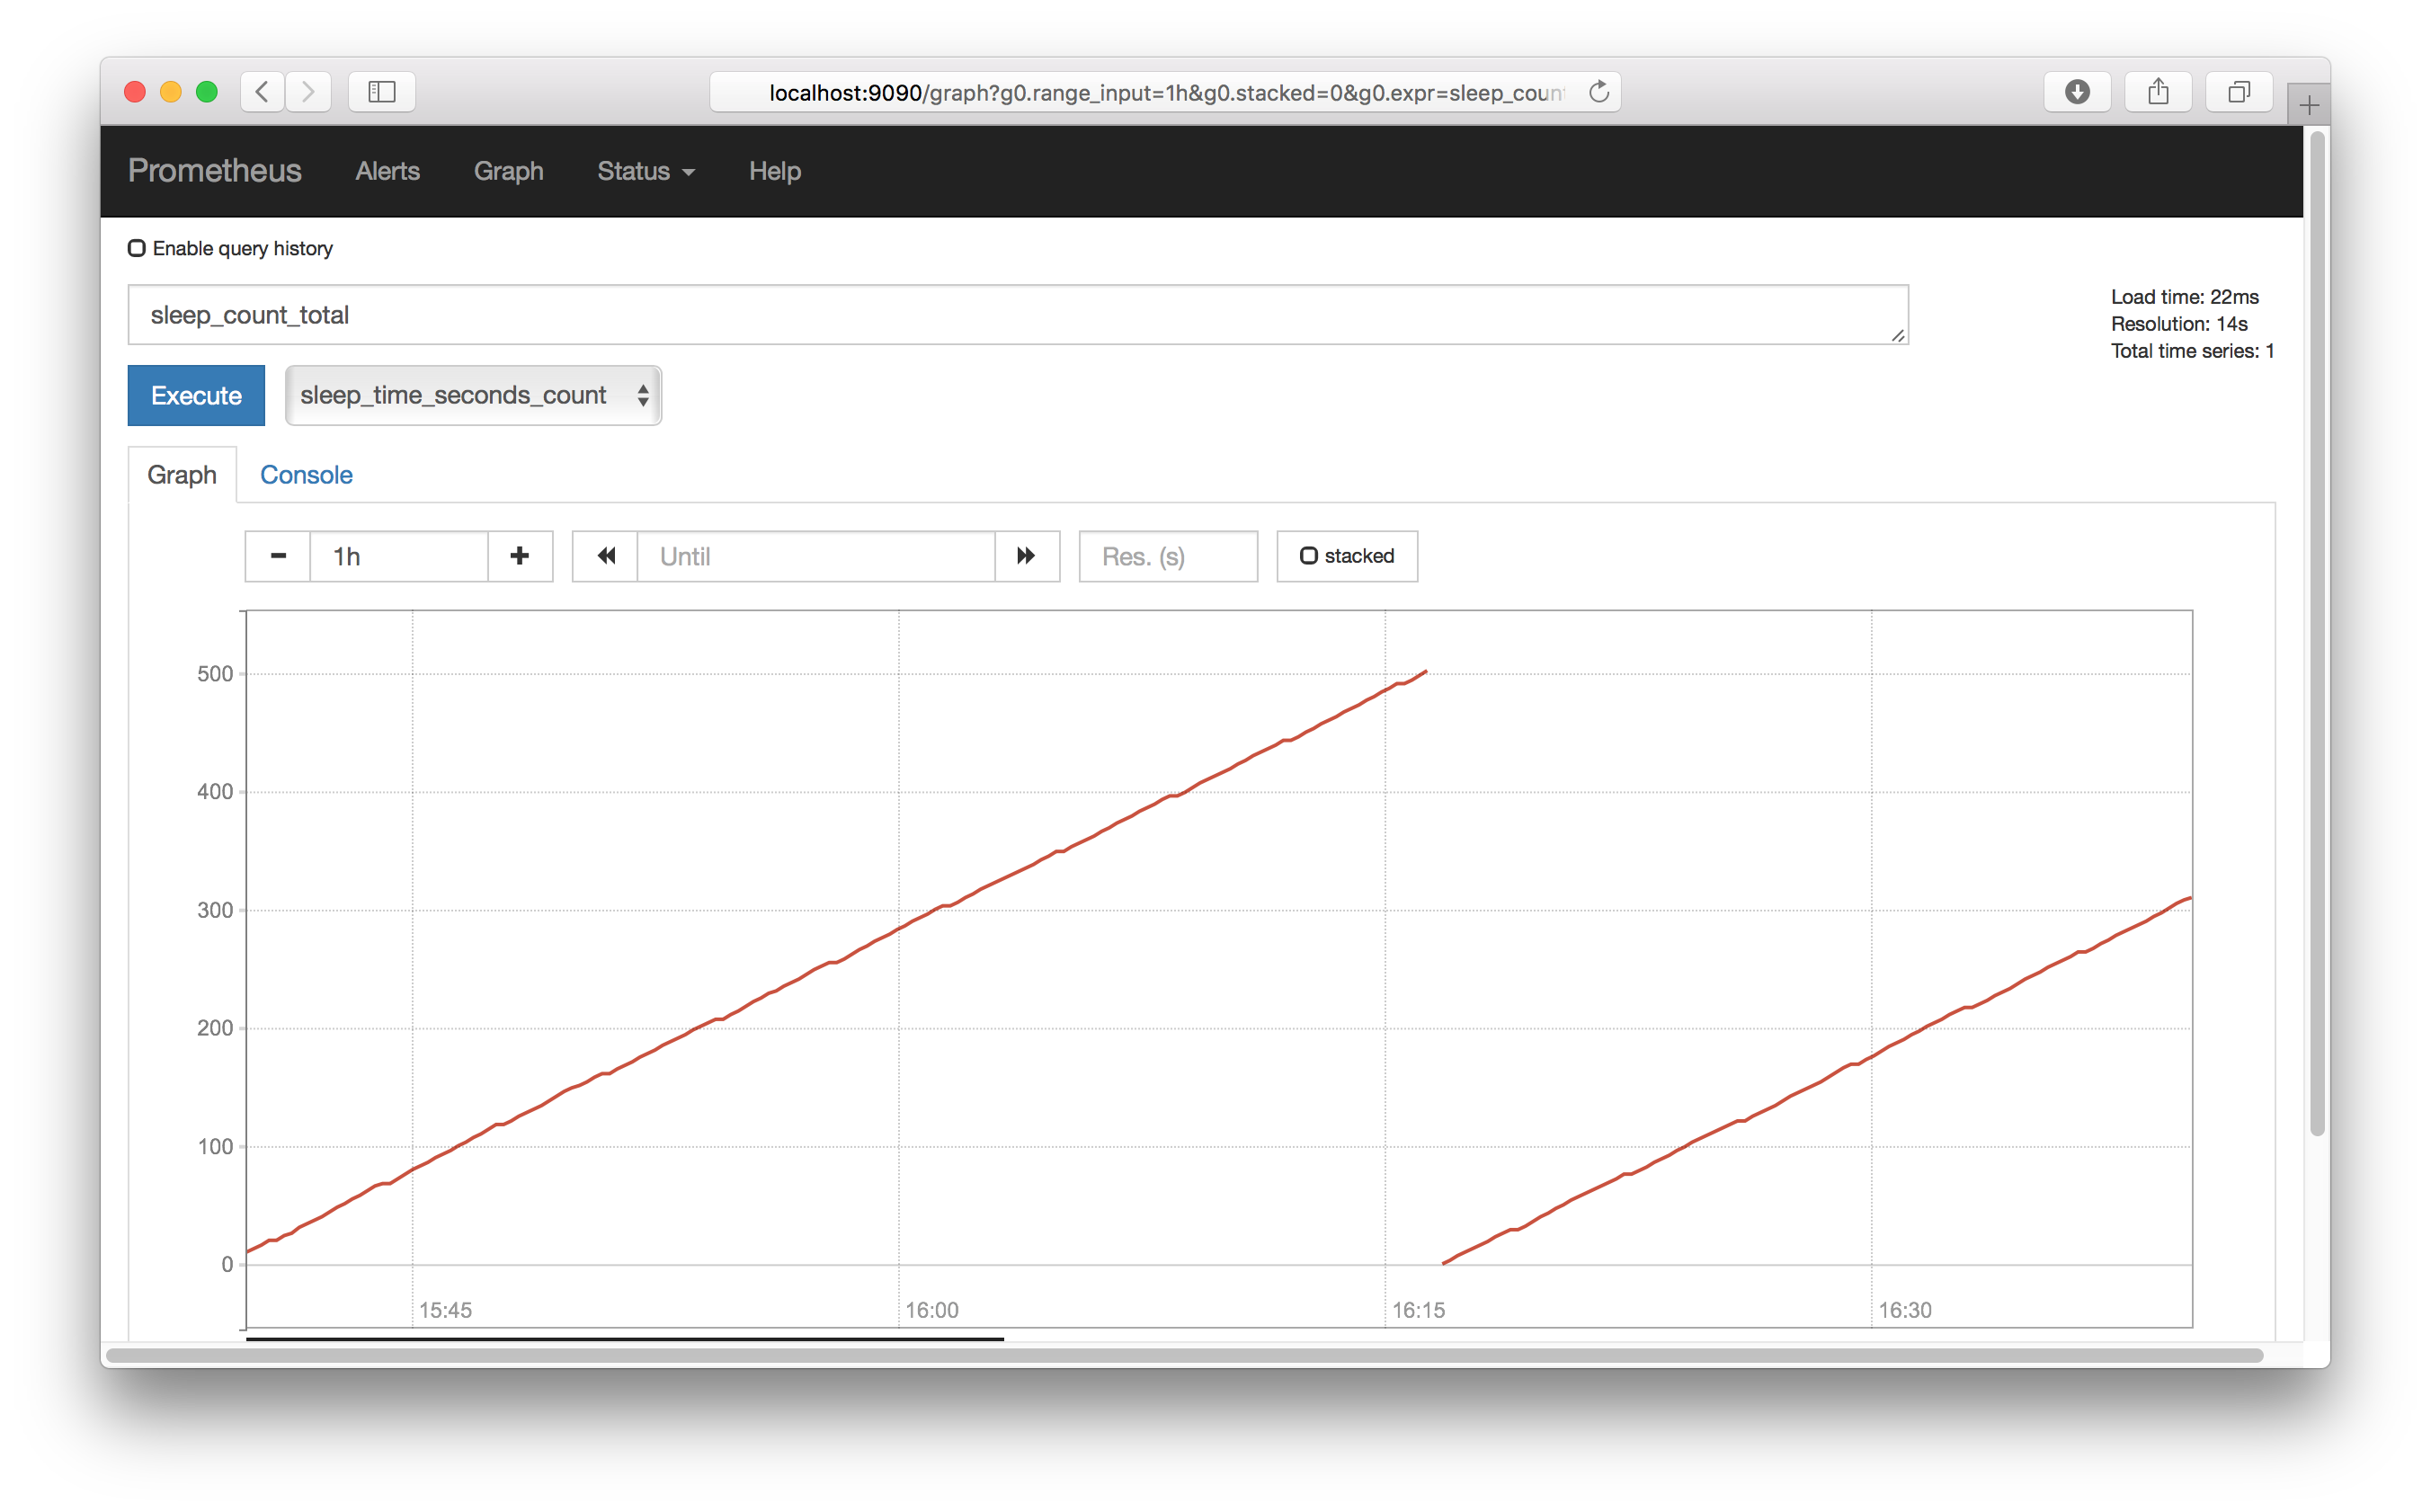 localhost:9090/graph?g0.range_input=1h&g0.stacked=0&g0.expr=sleep_coun
Prometheus Alerts Graph Status Help
Enable query history
sleep_count_total
Load time: 22ms
Resolution: 14s
Total time series: 1
Execute sleep_time_seconds_count
Graph Console
1h Until Res. (s) stacked
500
400
300
200
100
0
15:45 16:00 16:15 16:30